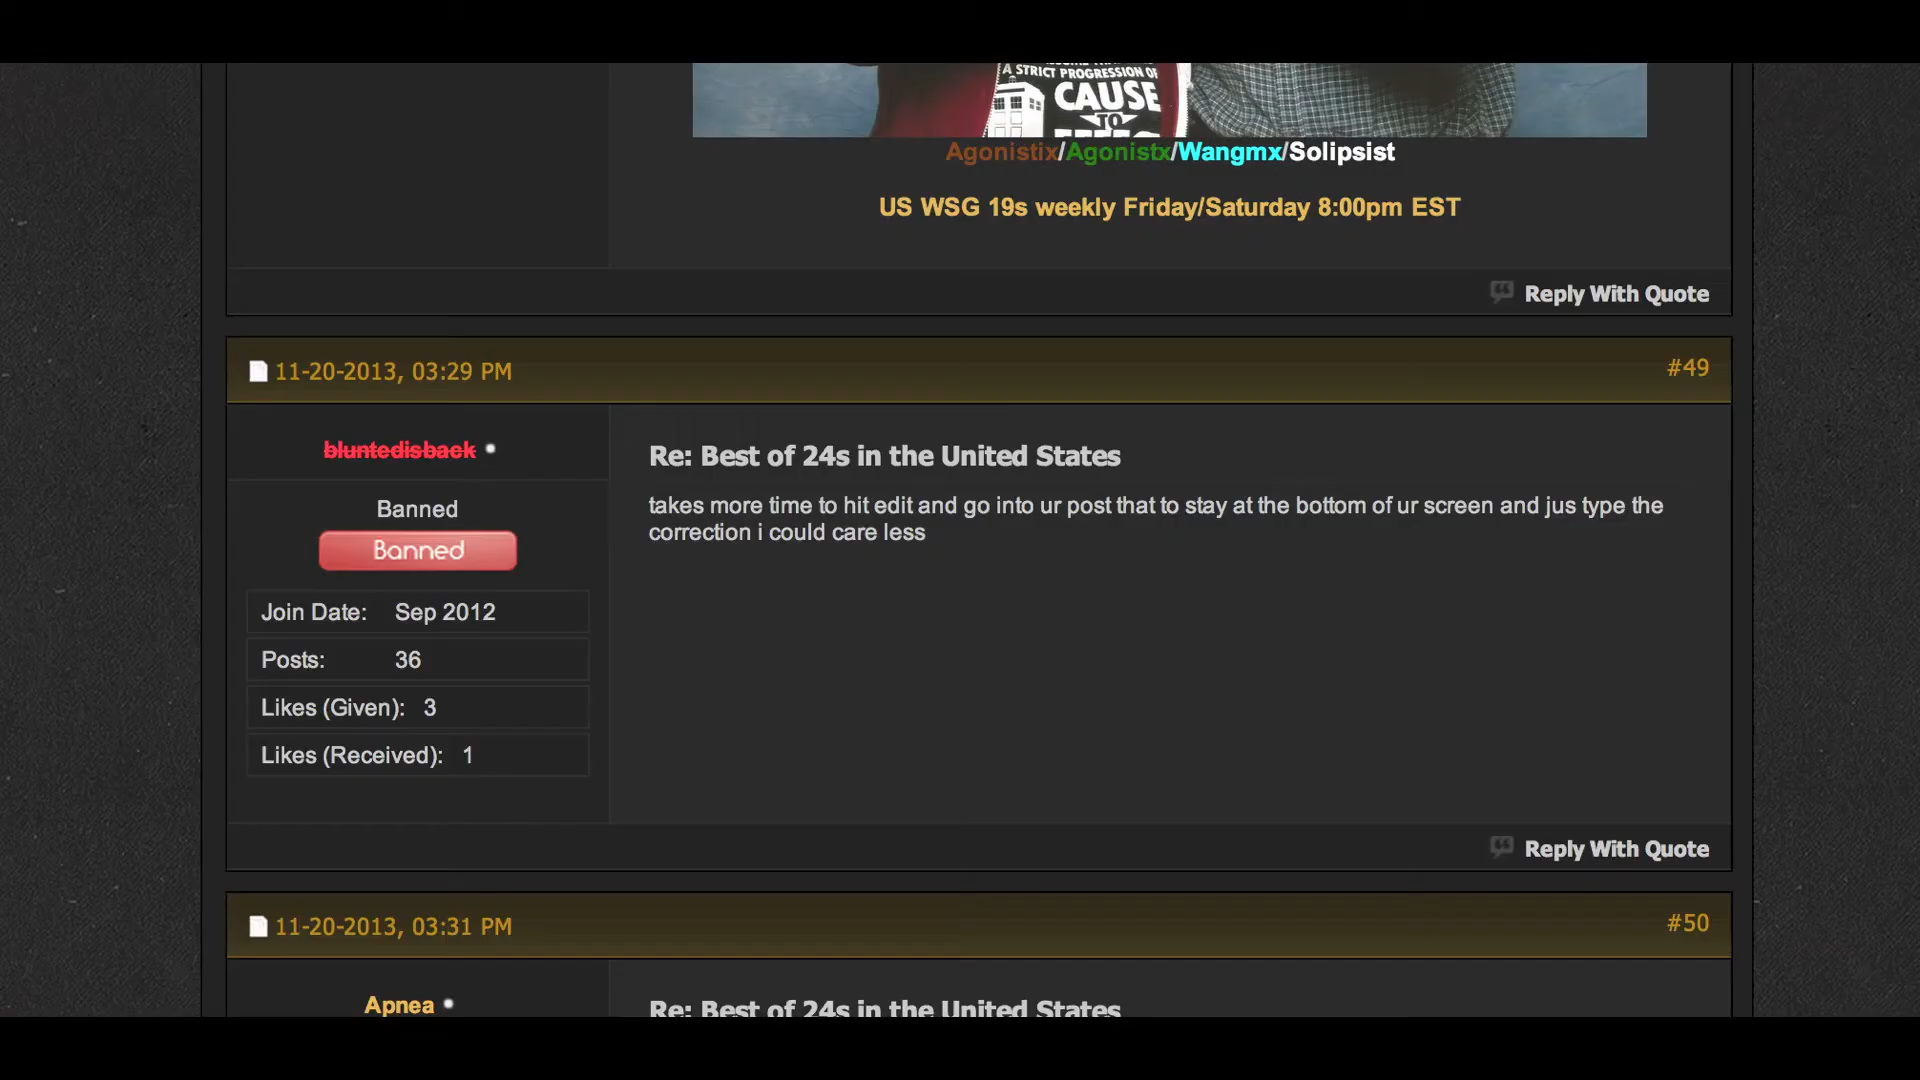 A STRICT PROGRESSION OF
CAUSE
TO
Agonistix/Agonistx/Wangmx/Solipsist
US WSG 19s weekly Friday/Saturday 8:00pm EST
Reply With Quote
11-20-2013, 03:29 PM #49
bluntedisback
Re: Best of 24s in the United States
Banned
Banned
takes more time to hit edit and go into ur post that to stay at the bottom of ur screen and jus type the
correction i could care less
Join Date: Sep 2012
Posts: 36
Likes (Given): 3
Likes (Received): 1
Reply With Quote
11-20-2013, 03:31 PM #50
Apnea
Re: Best of 24s in the United States